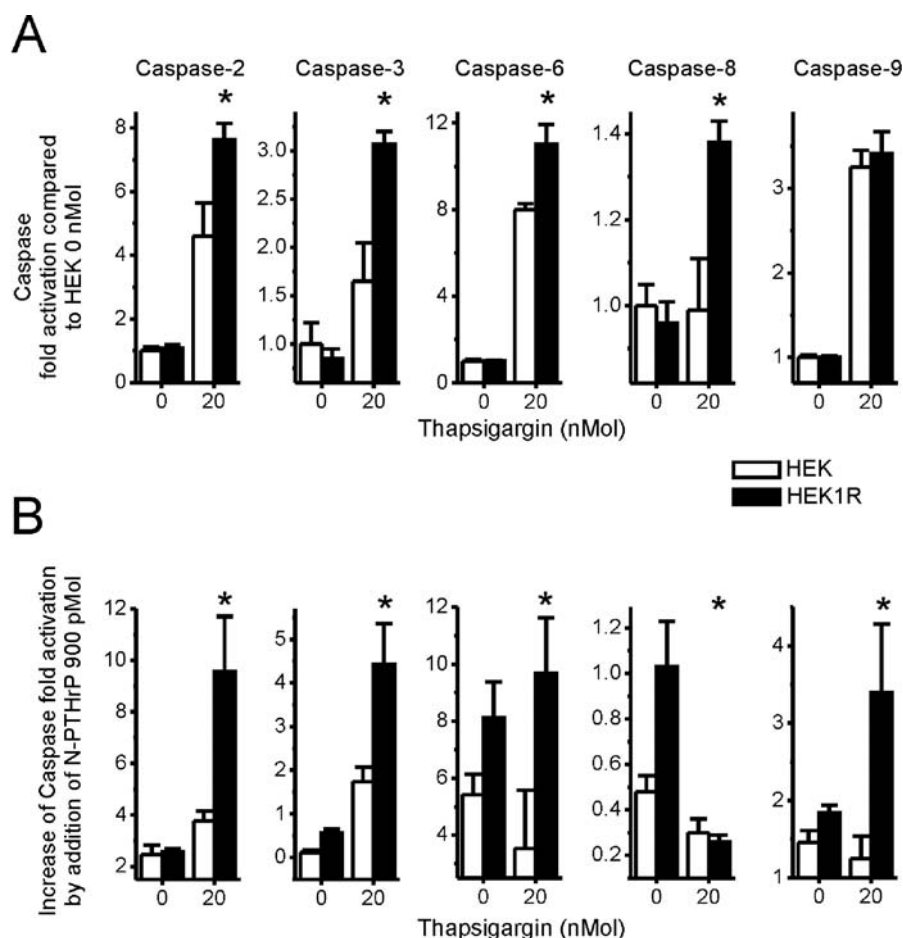 A
Caspase-2 Caspase-3 Caspase-6 Caspase-8 Caspase-9
* * * *
Caspase
fold activation compared
to HEK 0 nMol
8
6
4
2
0
3.0
2.5
2.0
1.5
1.0
12
8
4
0
1.4
1.2
1.0
3
2
1
0 20 0 20 0 20 0 20 0 20
Thapsigargin (nMol)
HEK
HEK1R
B
* * * * *
Increase of Caspase fold activation
by addition of N-PTHrP 900 pMol
12
10
8
6
4
2
5
4
3
2
1
0
12
10
8
6
4
1.2
1.0
0.8
0.6
0.4
0.2
4
3
2
1
0 20 0 20 0 20 0 20 0 20
Thapsigargin (nMol)